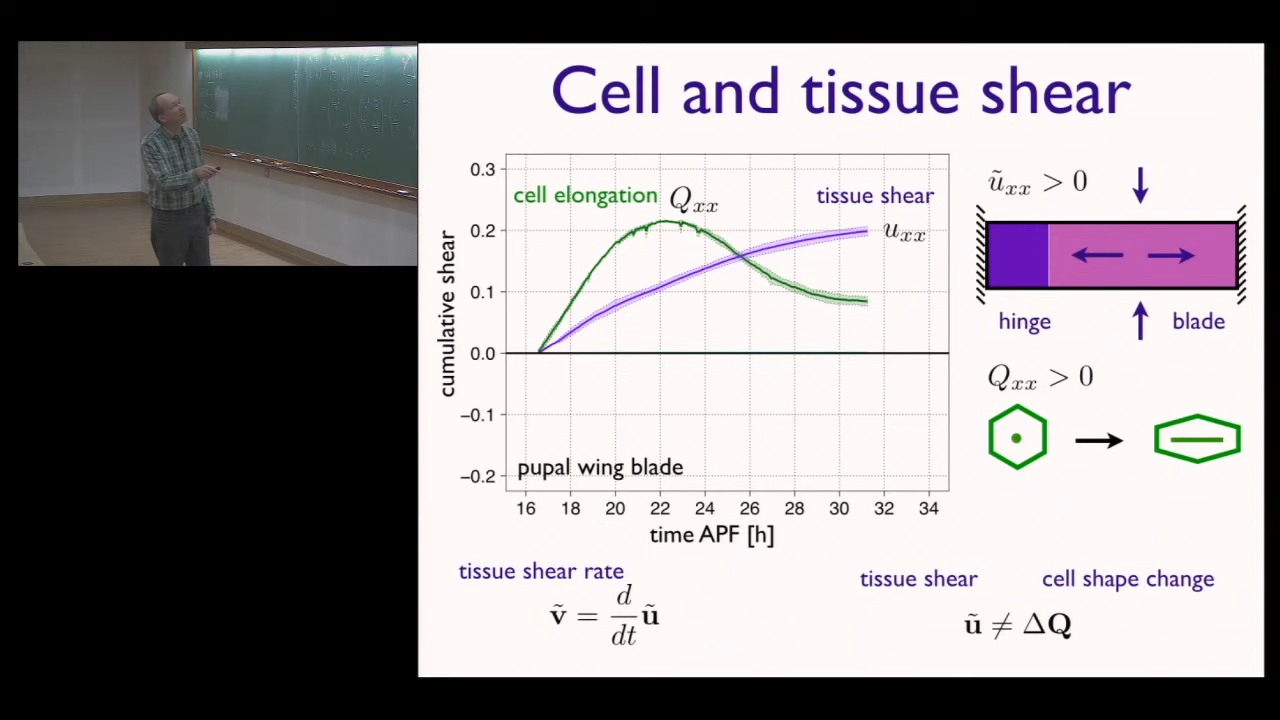 Cell and tissue shear
cell elongation Q_xx
tissue shear
u_xx
cumulative shear
0.3
0.2
0.1
0.0
−0.1
−0.2
pupal wing blade
16 18 20 22 24 26 28 30 32 34
time APF [h]
ũ_xx > 0
hinge
blade
Q_xx > 0
tissue shear rate
ṽ = d/dt ũ
tissue shear
cell shape change
ũ ≠ ΔQ